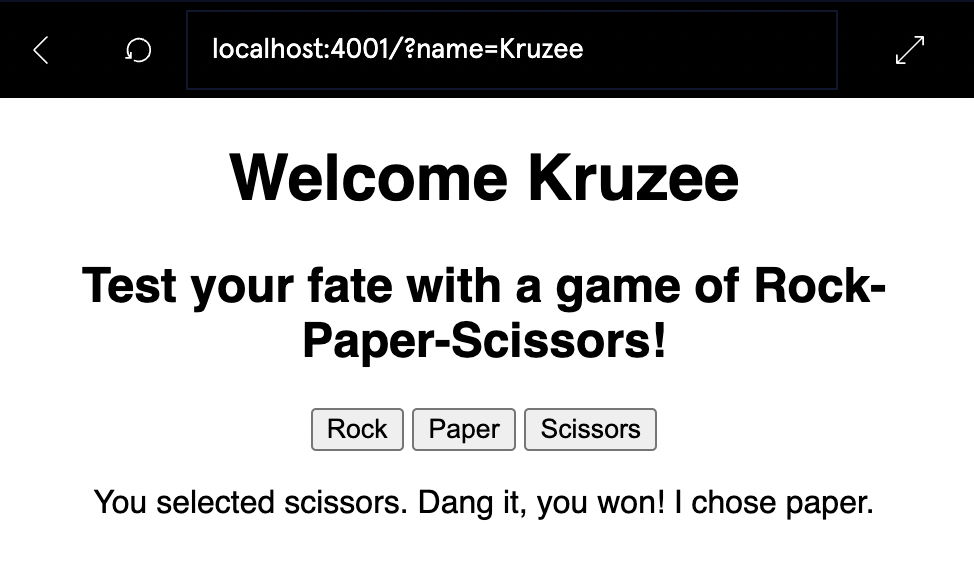 localhost:4001/?name=Kruzee
Welcome Kruzee
Test your fate with a game of Rock-
Paper-Scissors!
Rock Paper Scissors
You selected scissors. Dang it, you won! I chose paper.